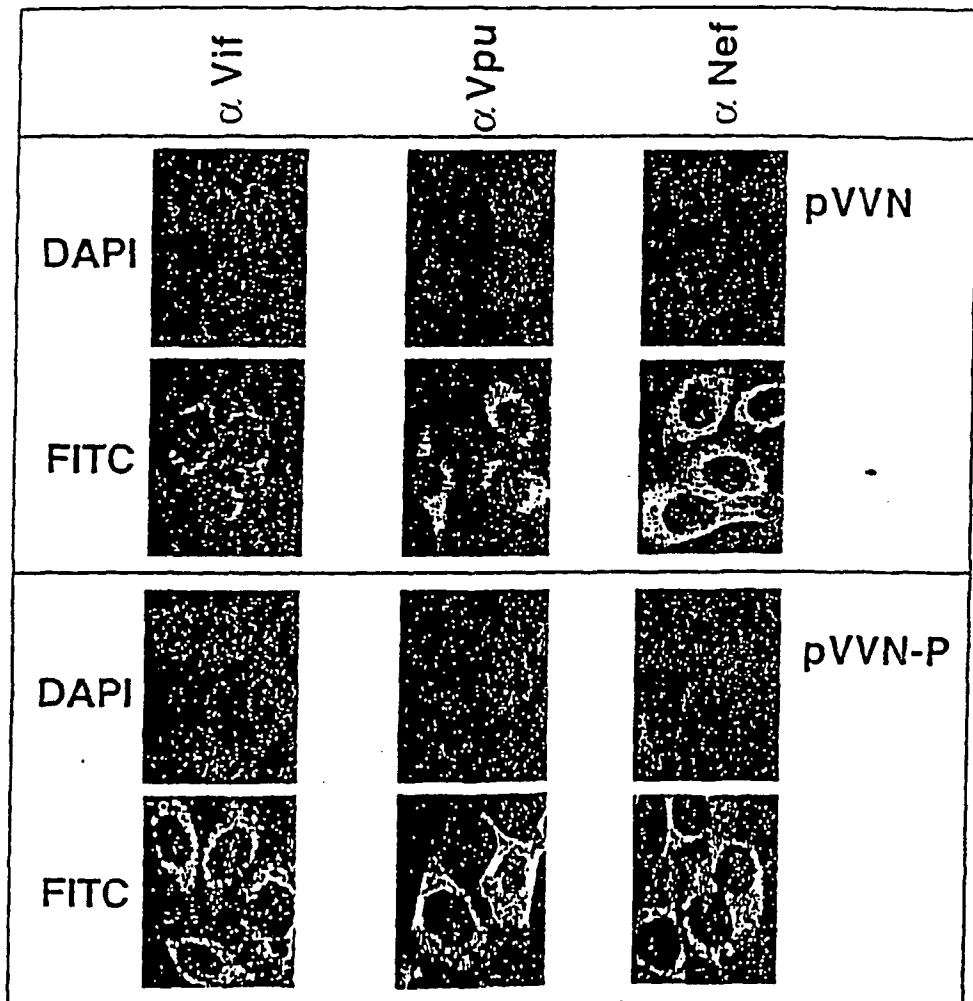 α Vif
α Vpu
α Nef
pVVN
DAPI
FITC
pVVN-P
DAPI
FITC